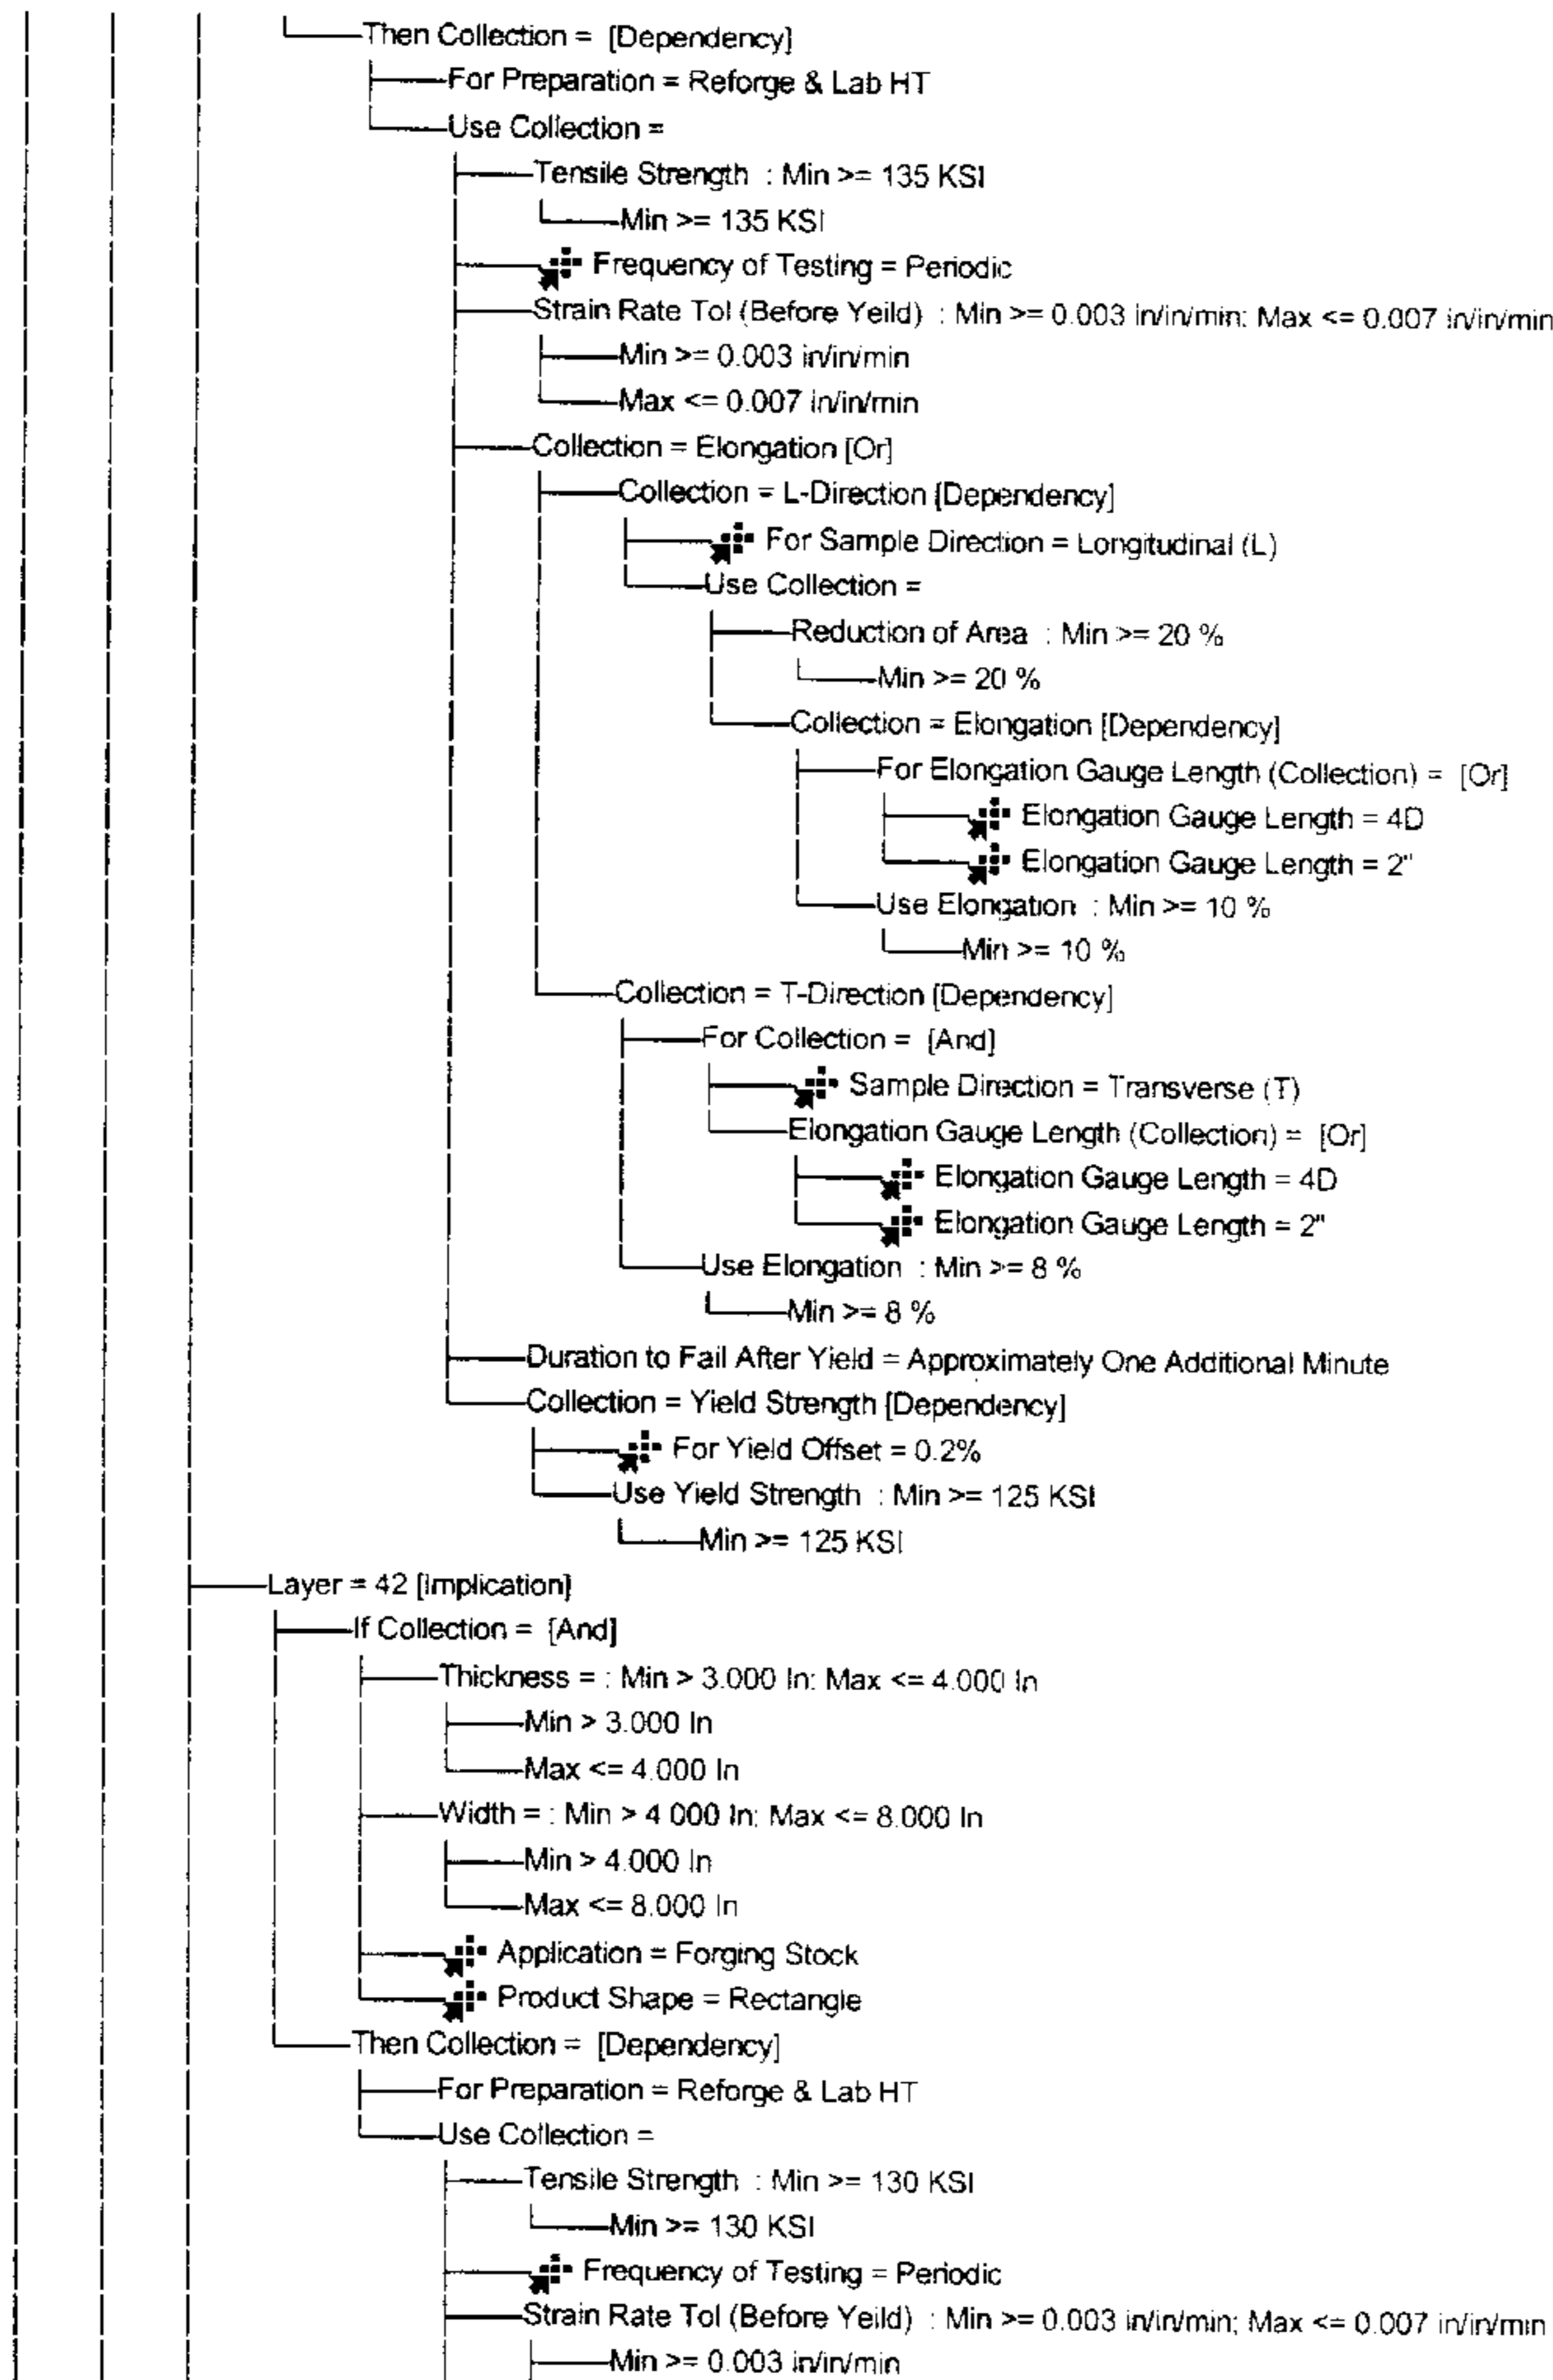 Then Collection = [Dependency]
For Preparation = Reforge & Lab HT
Use Collection =
Tensile Strength : Min >= 135 KSI
Min >= 135 KSI
Frequency of Testing = Periodic
Strain Rate Tol (Before Yeild) : Min >= 0.003 in/in/min: Max <= 0.007 in/in/min
Min >= 0.003 in/in/min
Max <= 0.007 in/in/min
Collection = Elongation [Or]
Collection = L-Direction [Dependency]
For Sample Direction = Longitudinal (L)
Use Collection =
Reduction of Area : Min >= 20 %
Min >= 20 %
Collection = Elongation [Dependency]
For Elongation Gauge Length (Collection) = [Or]
Elongation Gauge Length = 4D
Elongation Gauge Length = 2"
Use Elongation : Min >= 10 %
Min >= 10 %
Collection = T-Direction [Dependency]
For Collection = [And]
Sample Direction = Transverse (T)
Elongation Gauge Length (Collection) = [Or]
Elongation Gauge Length = 4D
Elongation Gauge Length = 2"
Use Elongation : Min >= 8 %
Min >= 8 %
Duration to Fail After Yield = Approximately One Additional Minute
Collection = Yield Strength [Dependency]
For Yield Offset = 0.2%
Use Yield Strength : Min >= 125 KSI
Min >= 125 KSI
Layer = 42 [Implication]
If Collection = [And]
Thickness = : Min > 3.000 In: Max <= 4.000 In
Min > 3.000 In
Max <= 4.000 In
Width = : Min > 4.000 In; Max <= 8.000 In
Min > 4.000 In
Max <= 8.000 In
Application = Forging Stock
Product Shape = Rectangle
Then Collection = [Dependency]
For Preparation = Reforge & Lab HT
Use Collection =
Tensile Strength : Min >= 130 KSI
Min >= 130 KSI
Frequency of Testing = Periodic
Strain Rate Tol (Before Yeild) : Min >= 0.003 in/in/min; Max <= 0.007 in/in/min
Min >= 0.003 in/in/min